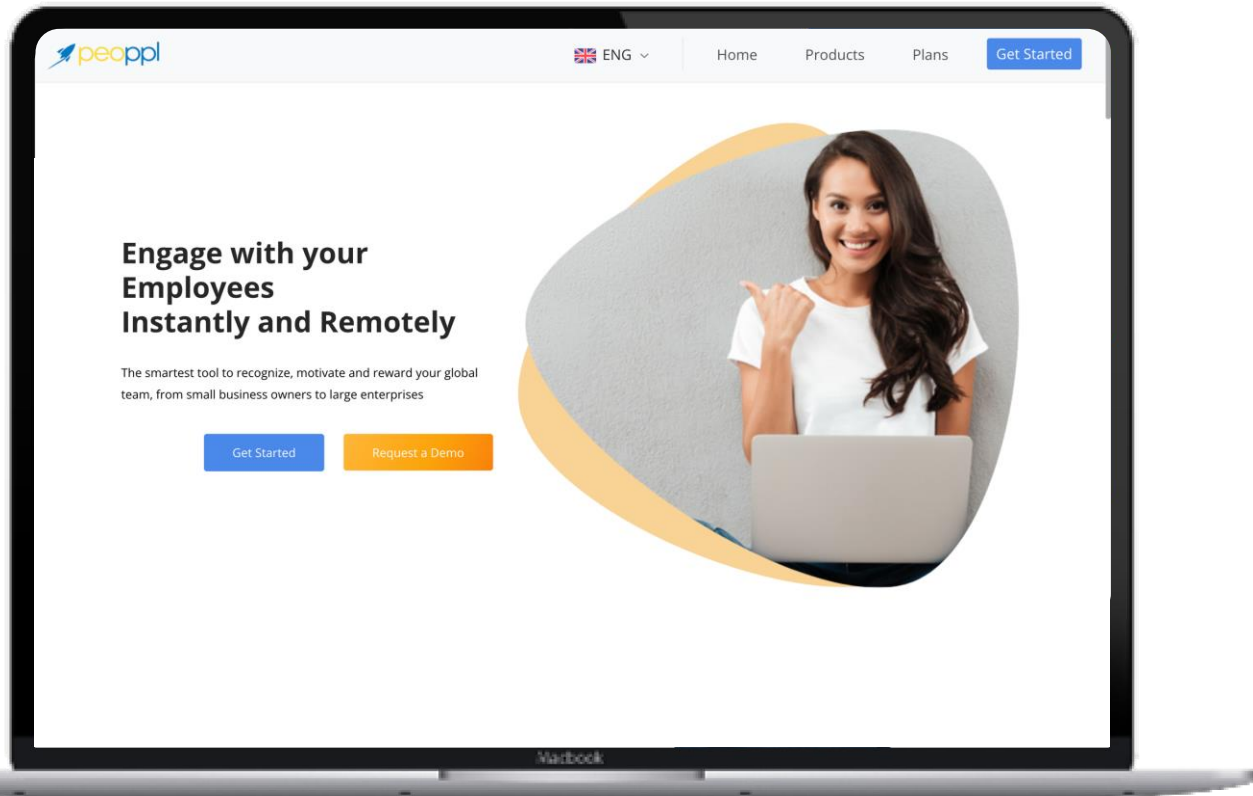 peoppl
ENG
Home
Products
Plans
Get Started
Engage with your
Employees
Instantly and Remotely
The smartest tool to recognize, motivate and reward your global
team, from small business owners to large enterprises
Get Started
Request a Demo
Macbook